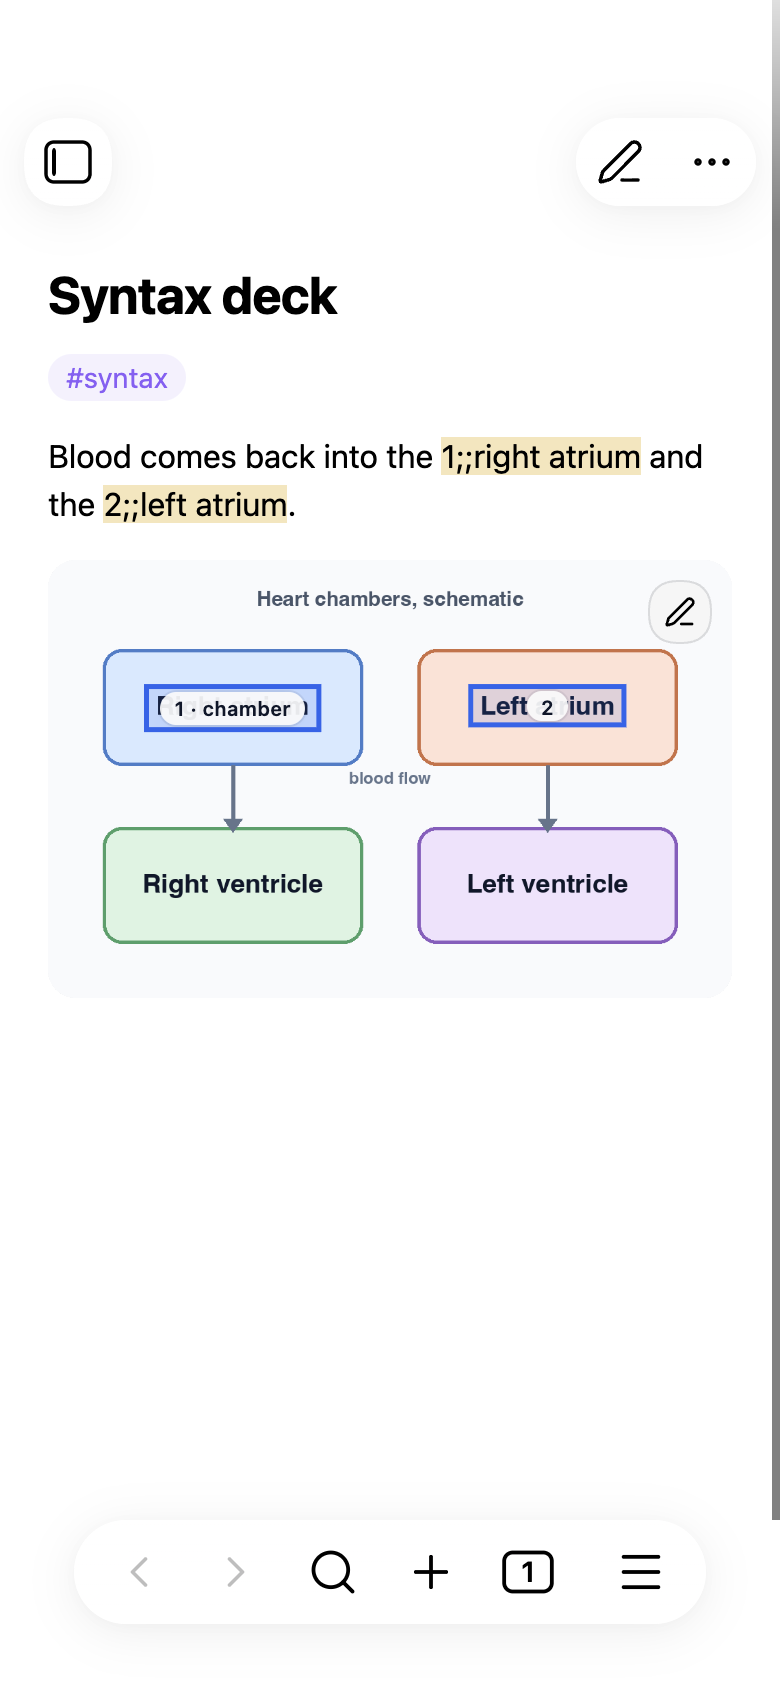 Syntax deck
#syntax
Blood comes back into the 1;;right atrium and
the 2;;left atrium.
Heart chambers, schematic
1 · chamber
Left 2
blood flow
Right ventricle
Left ventricle
1